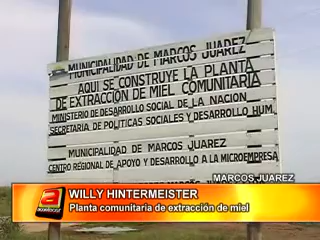 MUNICIPALIDAD DE MARCOS JUAREZ
AQUI SE CONSTRUYE LA PLANTA
DE EXTRACCIÓN DE MIEL COMUNITARIA
MINISTERIO DE DESARROLLO SOCIAL DE LA NACION
SECRETARIA DE POLITICAS SOCIALES Y DESARROLLO HUM.
MUNICIPALIDAD DE MARCOS JUAREZ
CENTRO REGIONAL DE APOYO Y DESARROLLO A LA MICROEMPRESA
MARCOS JUAREZ
WILLY HINTERMEISTER
Planta comunitaria de extracción de miel